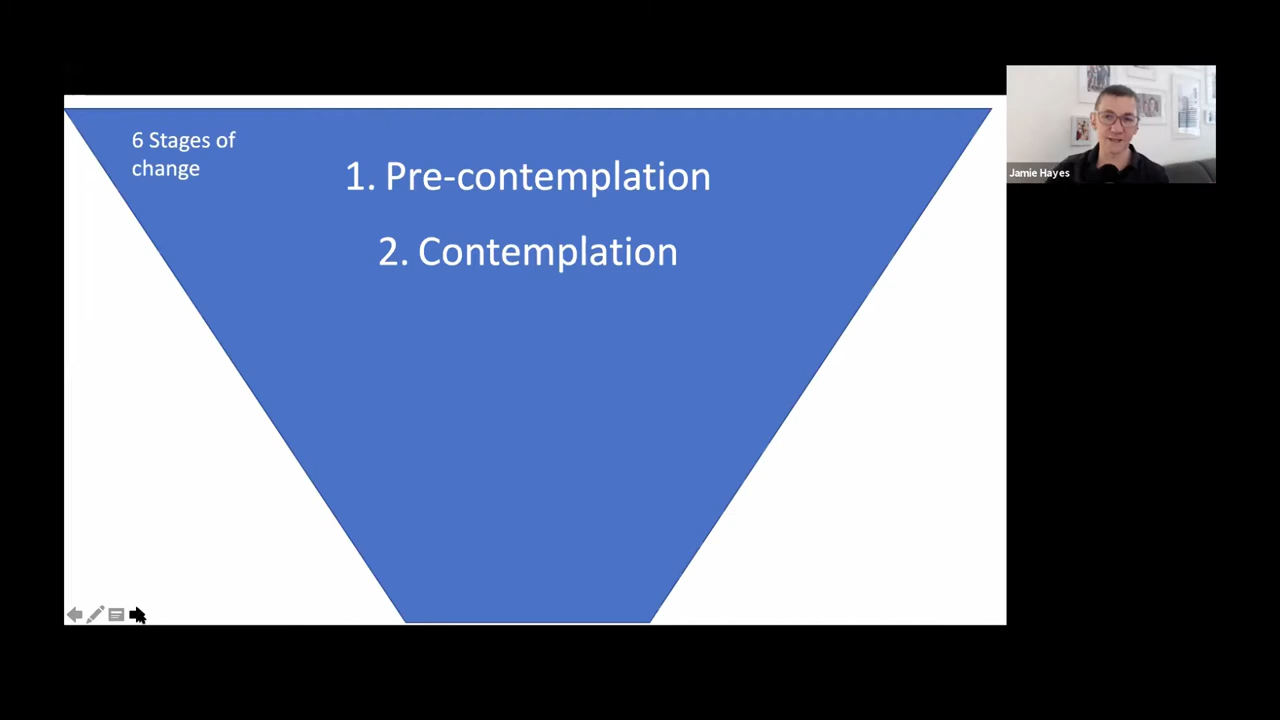 6 Stages of
change
1. Pre-contemplation
2. Contemplation
Jamie Hayes